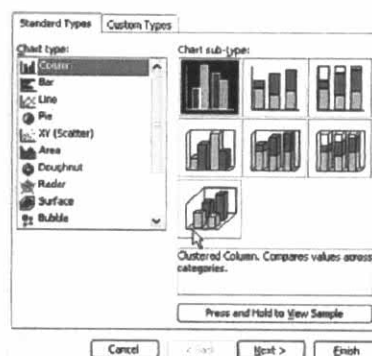 Standard Types Custom Types
Chart type: Chart sub-type:
Column
Bar
Line
Pie
XY (Scatter)
Area
Doughnut
Radar
Surface
Bubble
Clustered Column. Compares values across
categories.
Press and Hold to View Sample
Cancel < Back Next > Finish